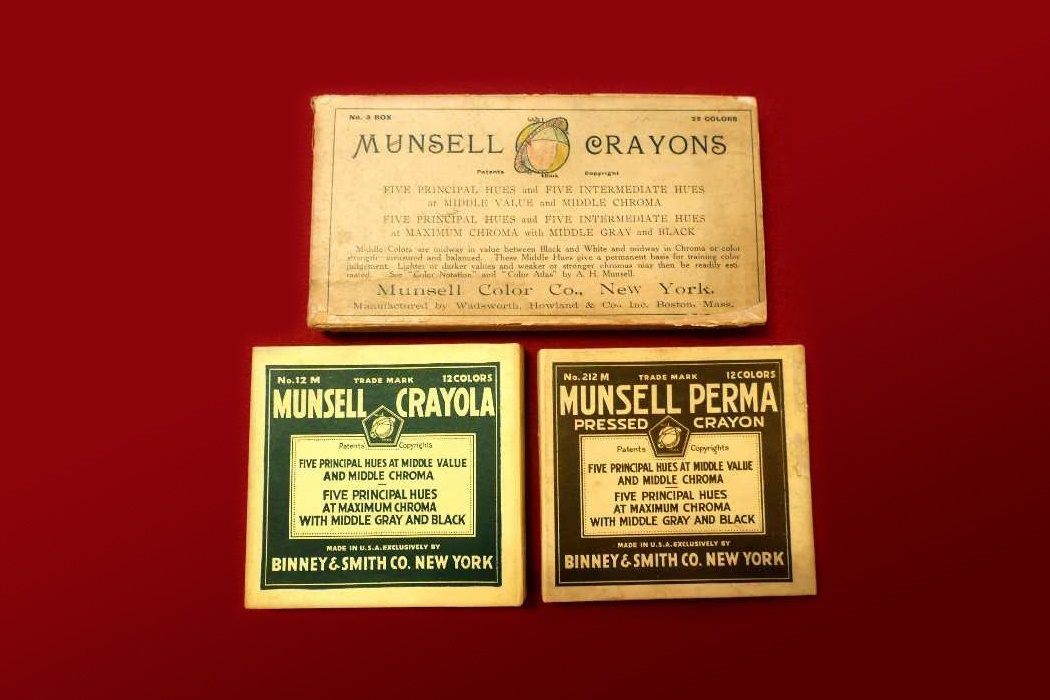 No. 3 BOX
22 COLORS
MUNSELL CRAYONS
Patents Copyright
FIVE PRINCIPAL HUES and FIVE INTERMEDIATE HUES
at MIDDLE VALUE and MIDDLE CHROMA
FIVE PRINCIPAL HUES and FIVE INTERMEDIATE HUES
at MAXIMUM CHROMA with MIDDLE GRAY and BLACK
Middle Colors are midway in value between Black and White and midway in Chroma or color
strength measured and balanced. These Middle Hues give a permanent basis for training color
judgement. Lighter or darker values and weaker or stronger chromas may then be readily esti
mated. See "Color Notation" and "Color Atlas" by A. H. Munsell.
Munsell Color Co., New York.
Manufactured by Wadsworth, Howland & Co., Inc. Boston, Mass.
No.12 M TRADE MARK 12 COLORS
MUNSELL CRAYOLA
Patents Copyrights
FIVE PRINCIPAL HUES AT MIDDLE VALUE
AND MIDDLE CHROMA
FIVE PRINCIPAL HUES
AT MAXIMUM CHROMA
WITH MIDDLE GRAY AND BLACK
MADE IN U.S.A. EXCLUSIVELY BY
BINNEY & SMITH CO. NEW YORK
No. 212 M TRADE MARK 12 COLORS
MUNSELL PERMA
PRESSED CRAYON
Patents Copyrights
FIVE PRINCIPAL HUES AT MIDDLE VALUE
AND MIDDLE CHROMA
FIVE PRINCIPAL HUES
AT MAXIMUM CHROMA
WITH MIDDLE GRAY AND BLACK
MADE IN U.S.A. EXCLUSIVELY BY
BINNEY & SMITH CO. NEW YORK